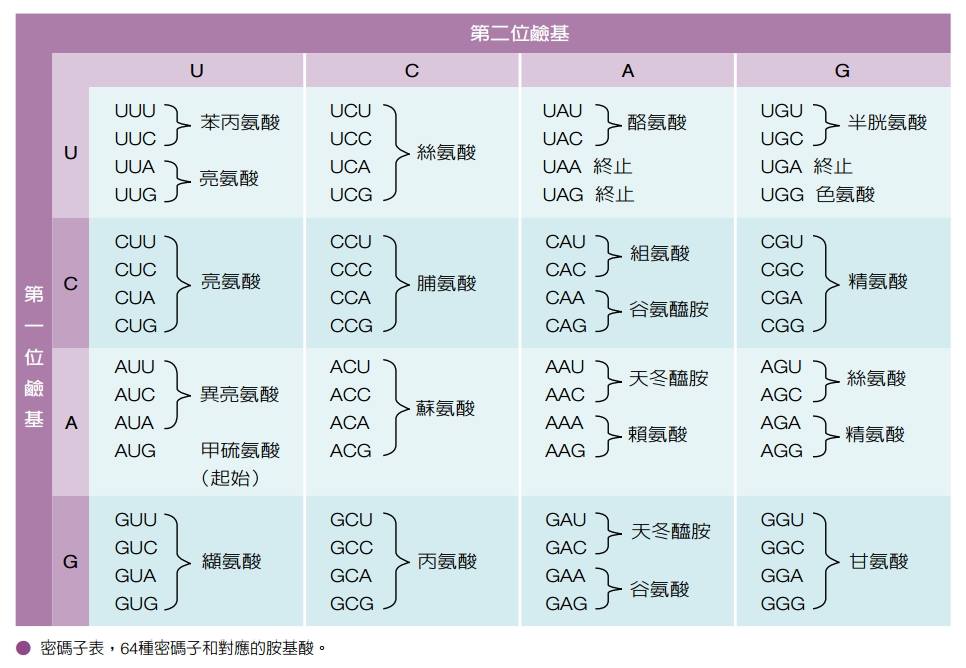 第二位鹼基
U C A G
第一位鹼基
U
UUU UCU UAU UGU
苯丙氨酸 酪氨酸 半胱氨酸
UUC UCC UAC UGC
絲氨酸
UUA UCA UAA 終止 UGA 終止
亮氨酸
UUG UCG UAG 終止 UGG 色氨酸
C
CUU CCU CAU CGU
組氨酸
CUC CCC CAC CGC
亮氨酸 脯氨酸 精氨酸
CUA CCA CAA CGA
谷氨醯胺
CUG CCG CAG CGG
A
AUU ACU AAU AGU
天冬醯胺 絲氨酸
AUC ACC AAC AGC
異亮氨酸 蘇氨酸
AUA ACA AAA AGA
賴氨酸 精氨酸
AUG 甲硫氨酸 ACG AAG AGG
(起始)
G
GUU GCU GAU GGU
天冬醯胺
GUC GCC GAC GGC
纈氨酸 丙氨酸 甘氨酸
GUA GCA GAA GGA
谷氨酸
GUG GCG GAG GGG
密碼子表,64種密碼子和對應的胺基酸。